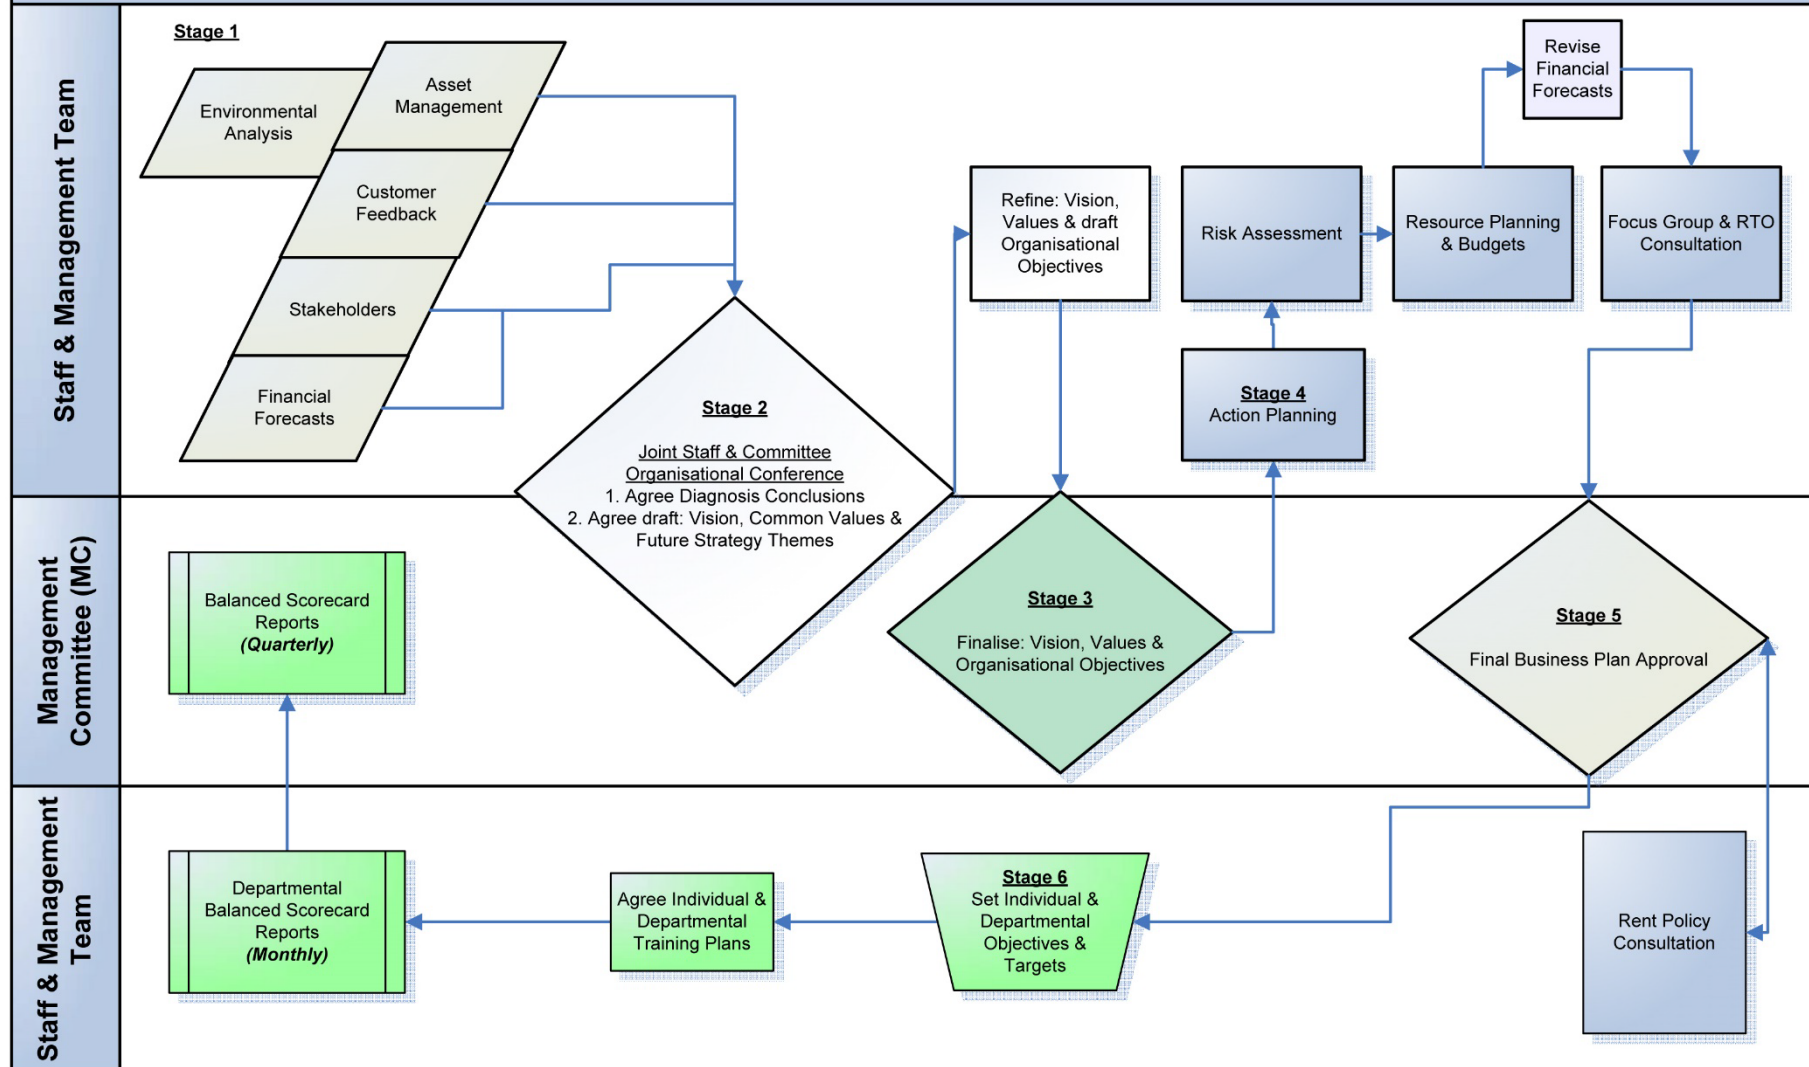 Staff & Management Team
Stage 1
Environmental
Analysis
Asset
Management
Customer
Feedback
Stakeholders
Financial
Forecasts
Stage 2
Joint Staff & Committee
Organisational Conference
1. Agree Diagnosis Conclusions
2. Agree draft: Vision, Common Values &
Future Strategy Themes
Refine: Vision,
Values & draft
Organisational
Objectives
Risk Assessment
Stage 4
Action Planning
Resource Planning
& Budgets
Revise
Financial
Forecasts
Focus Group & RTO
Consultation
Management
Committee (MC)
Balanced Scorecard
Reports
(Quarterly)
Stage 3
Finalise: Vision, Values &
Organisational Objectives
Stage 5
Final Business Plan Approval
Staff & Management
Team
Departmental
Balanced Scorecard
Reports
(Monthly)
Agree Individual &
Departmental
Training Plans
Stage 6
Set Individual &
Departmental
Objectives &
Targets
Rent Policy
Consultation